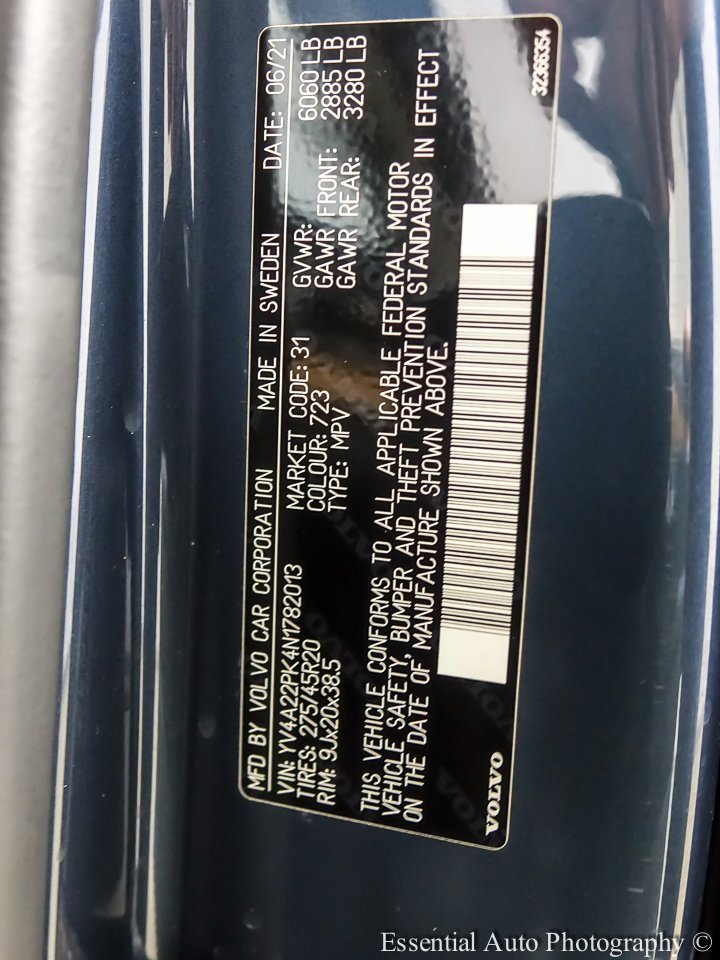 MFD BY VOLVO CAR CORPORATION MADE IN SWEDEN DATE: 06/21
VIN: YV4A22PK4N1782013
TIRES: 275/45R20 MARKET CODE: 31 GVWR: 6060 LB
RIM: 9Jx20x38.5 COLOUR: 723 GAWR FRONT: 2885 LB
TYPE: MPV GAWR REAR: 3280 LB
THIS VEHICLE CONFORMS TO ALL APPLICABLE FEDERAL MOTOR
VEHICLE SAFETY, BUMPER AND THEFT PREVENTION STANDARDS IN EFFECT
ON THE DATE OF MANUFACTURE SHOWN ABOVE.
VOLVO
32366354
Essential Auto Photography ©